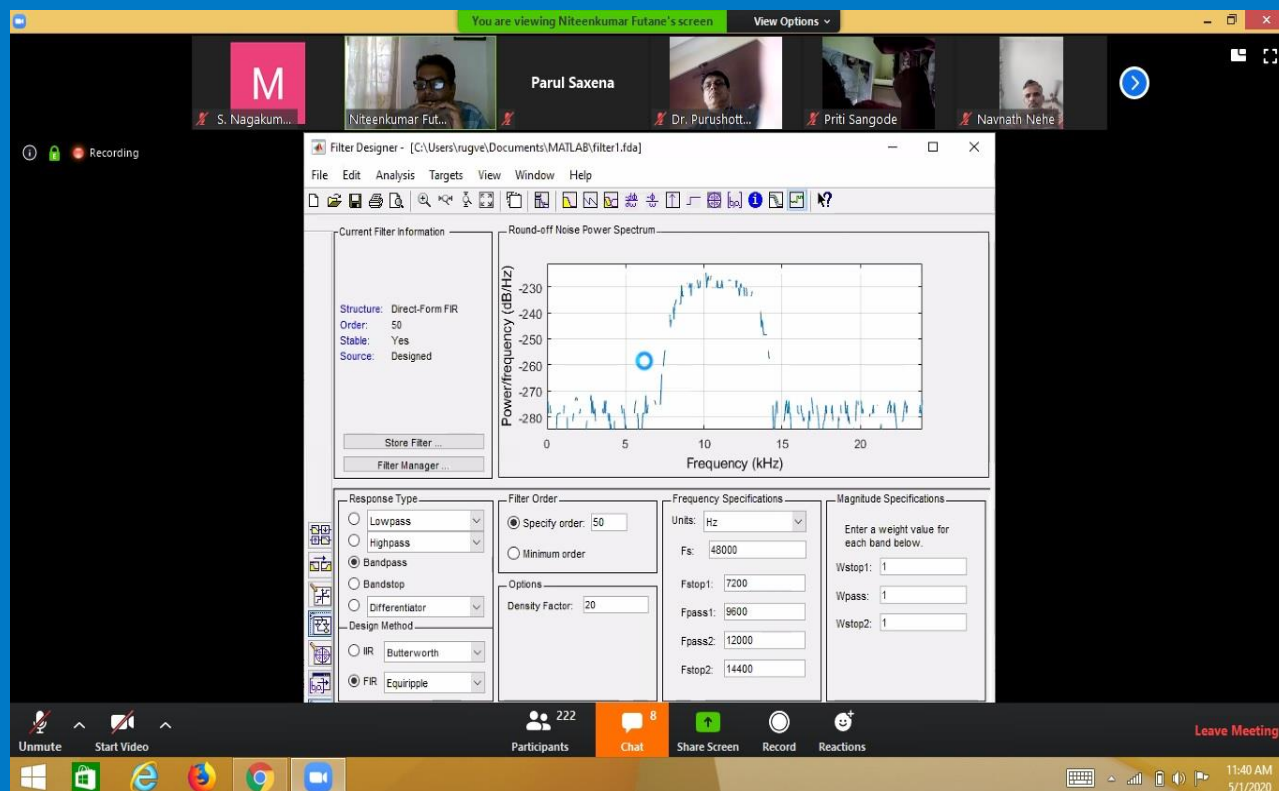 You are viewing Niteenkumar Futane's screen
View Options
M
S. Nagakum...
Niteenkumar Fut...
Parul Saxena
Dr. Purushott...
Priti Sangode
Navnath Nehe
Recording
Filter Designer - [C:\Users\rugve\Documents\MATLAB\filter1.fda]
File Edit Analysis Targets View Window Help
Current Filter Information
Structure: Direct-Form FIR
Order: 50
Stable: Yes
Source: Designed
Store Filter ...
Filter Manager ...
Round-off Noise Power Spectrum
Power/frequency (dB/Hz)
-230
-240
-250
-260
-270
-280
0 5 10 15 20
Frequency (kHz)
Response Type
Lowpass
Highpass
Bandpass
Bandstop
Differentiator
Design Method
IIR Butterworth
FIR Equiripple
Filter Order
Specify order: 50
Minimum order
Options
Density Factor: 20
Frequency Specifications
Units: Hz
Fs: 48000
Fstop1: 7200
Fpass1: 9600
Fpass2: 12000
Fstop2: 14400
Magnitude Specifications
Enter a weight value for
each band below.
Wstop1: 1
Wpass: 1
Wstop2: 1
Unmute
Start Video
222
Participants
8
Chat
Share Screen
Record
Reactions
Leave Meeting
11:40 AM
5/1/2020